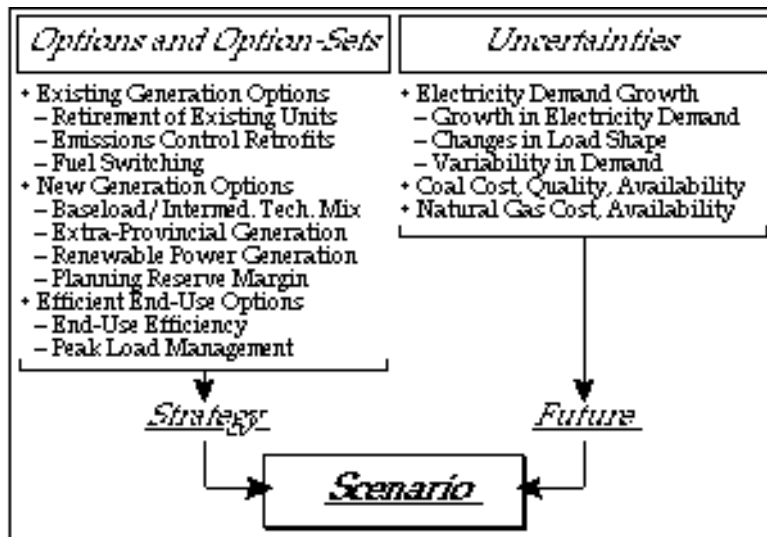 Options and Option-Sets
• Existing Generation Options
– Retirement of Existing Units
– Emissions Control Retrofits
– Fuel Switching
• New Generation Options
– Baseload/Intermed. Tech. Mix
– Extra-Provincial Generation
– Renewable Power Generation
– Planning Reserve Margin
• Efficient End-Use Options
– End-Use Efficiency
– Peak Load Management
Uncertainties
• Electricity Demand Growth
– Growth in Electricity Demand
– Changes in Load Shape
– Variability in Demand
• Coal Cost, Quality, Availability
• Natural Gas Cost, Availability
Strategy
Future
Scenario